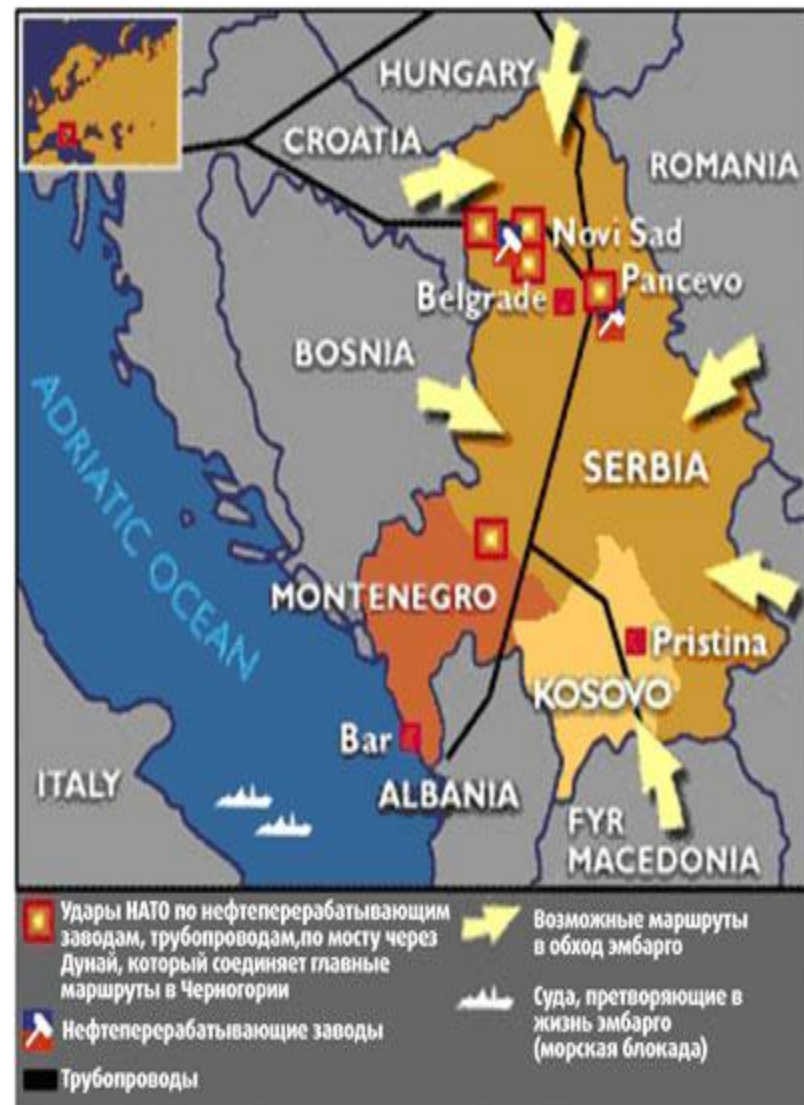 HUNGARY
CROATIA
ROMANIA
Novi Sad
Pancevo
Belgrade
BOSNIA
ADRIATIC OCEAN
SERBIA
MONTENEGRO
Pristina
KOSOVO
Bar
ITALY
ALBANIA
FYR
MACEDONIA
Удары НАТО по нефтеперерабатывающим
заводам, трубопроводам,по мосту через
Дунай, который соединяет главные
маршруты в Черногории
Нефтеперерабатывающие заводы
Трубопроводы
Возможные маршруты
в обход эмбарго
Суда, претворяющие в
жизнь эмбарго
(морская блокада)